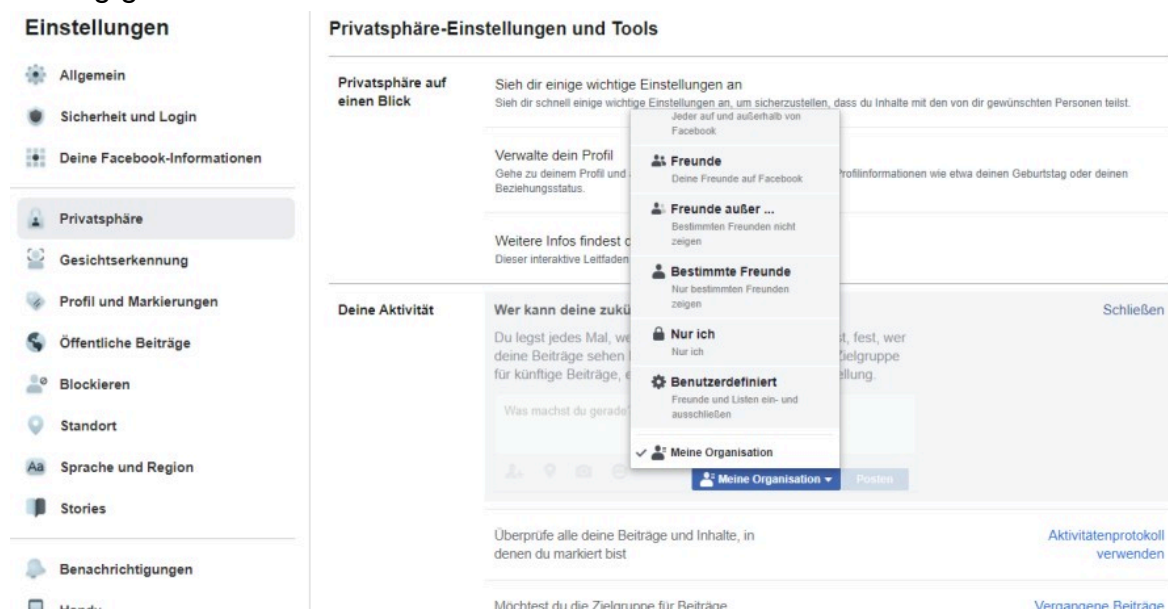 Einstellungen
Allgemein
Sicherheit und Login
Deine Facebook-Informationen
Privatsphäre
Gesichtserkennung
Profil und Markierungen
Öffentliche Beiträge
Blockieren
Standort
Aa Sprache und Region
Stories
Benachrichtigungen
Privatsphäre-Einstellungen und Tools
Privatsphäre auf
einen Blick
Sieh dir einige wichtige Einstellungen an
Sieh dir schnell einige wichtige Einstellungen an, um sicherzustellen, dass du Inhalte mit den von dir gewünschten Personen teilst.
Verwalte dein Profil
Gehe zu deinem Profil und
Profilinformationen wie etwa deinen Geburtstag oder deinen
Beziehungsstatus.
Weitere Infos findest
Dieser interaktive Leitfaden
Deine Aktivität
Wer kann deine
Schließen
Du legst jedes Mal,
fest, wer
deine Beiträge sehen
für künftige Beiträge,
Was machst du gerade
Jeder auf und außerhalb von
Facebook
Freunde
Deine Freunde auf Facebook
Freunde außer ...
Bestimmten Freunden nicht
zeigen
Bestimmte Freunde
Nur bestimmten Freunden
zeigen
Nur ich
Nur ich
Benutzerdefiniert
Freunde und Listen ein- und
ausschließen
Meine Organisation
Meine Organisation
Posten
Überprüfe alle deine Beiträge und Inhalte, in
denen du markiert bist
Aktivitätenprotokoll
verwenden
Möchtest du die Zielgruppe für Beiträge
Vergangene Beiträge